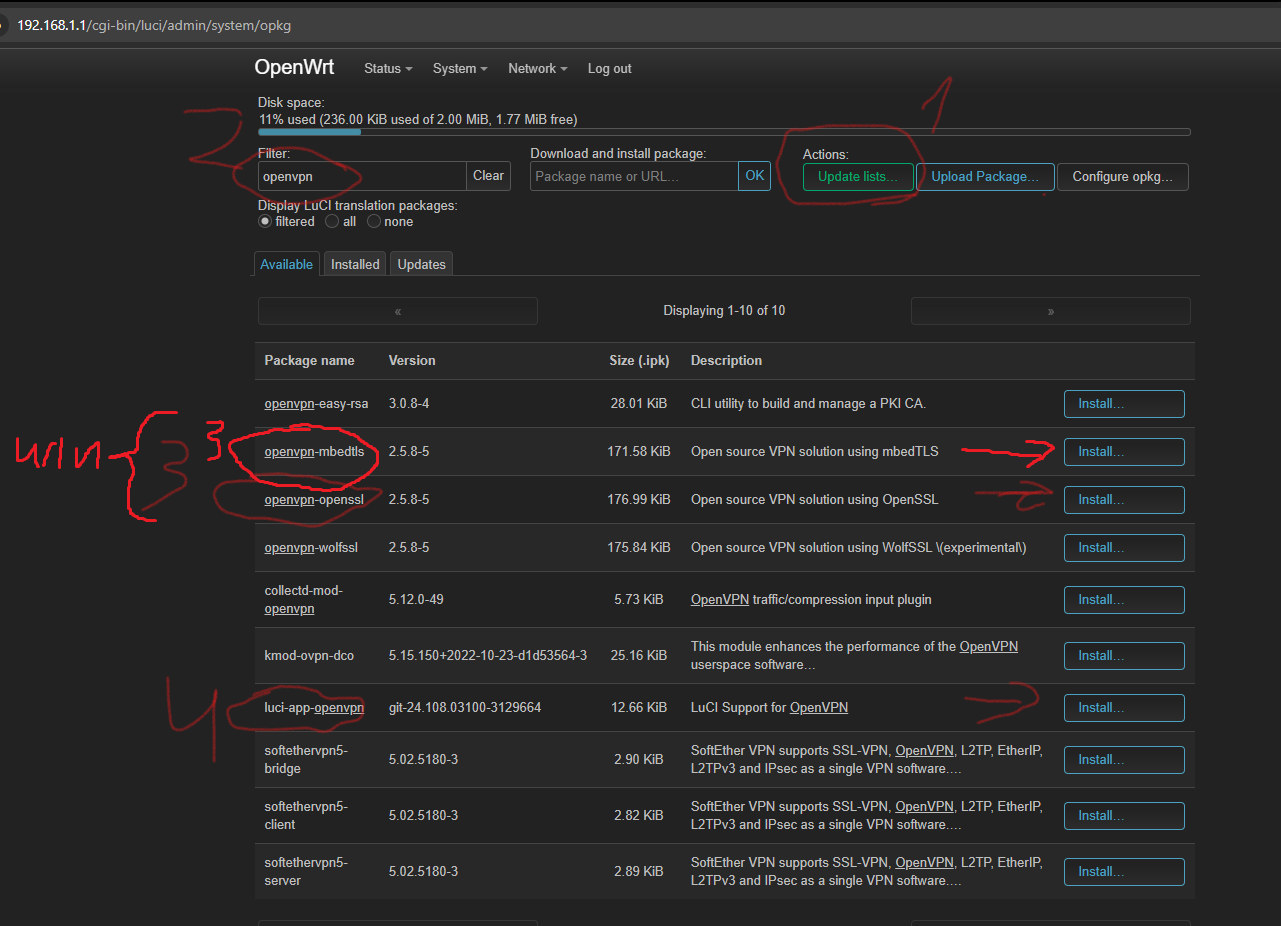 192.168.1.1/cgi-bin/luci/admin/system/opkg
OpenWrt Status System Network Log out
1
Disk space:
11% used (236.00 KiB used of 2.00 MiB, 1.77 MiB free)
2
Filter: Download and install package: Actions:
openvpn Clear Package name or URL... OK Update lists... Upload Package... Configure opkg...
Display LuCI translation packages:
filtered all none
Available Installed Updates
« Displaying 1-10 of 10 »
Package name Version Size (.ipk) Description
openvpn-easy-rsa 3.0.8-4 28.01 KiB CLI utility to build and manage a PKI CA. Install...
или 3 3
openvpn-mbedtls 2.5.8-5 171.58 KiB Open source VPN solution using mbedTLS Install...
openvpn-openssl 2.5.8-5 176.99 KiB Open source VPN solution using OpenSSL Install...
openvpn-wolfssl 2.5.8-5 175.84 KiB Open source VPN solution using WolfSSL \(experimental\) Install...
collectd-mod-
openvpn 5.12.0-49 5.73 KiB OpenVPN traffic/compression input plugin Install...
kmod-ovpn-dco 5.15.150+2022-10-23-d1d53564-3 25.16 KiB This module enhances the performance of the OpenVPN
userspace software... Install...
4
luci-app-openvpn git-24.108.03100-3129664 12.66 KiB LuCI Support for OpenVPN Install...
softethervpn5-
bridge 5.02.5180-3 2.90 KiB SoftEther VPN supports SSL-VPN, OpenVPN, L2TP, EtherIP,
L2TPv3 and IPsec as a single VPN software.... Install...
softethervpn5-
client 5.02.5180-3 2.82 KiB SoftEther VPN supports SSL-VPN, OpenVPN, L2TP, EtherIP,
L2TPv3 and IPsec as a single VPN software.... Install...
softethervpn5-
server 5.02.5180-3 2.89 KiB SoftEther VPN supports SSL-VPN, OpenVPN, L2TP, EtherIP,
L2TPv3 and IPsec as a single VPN software.... Install...